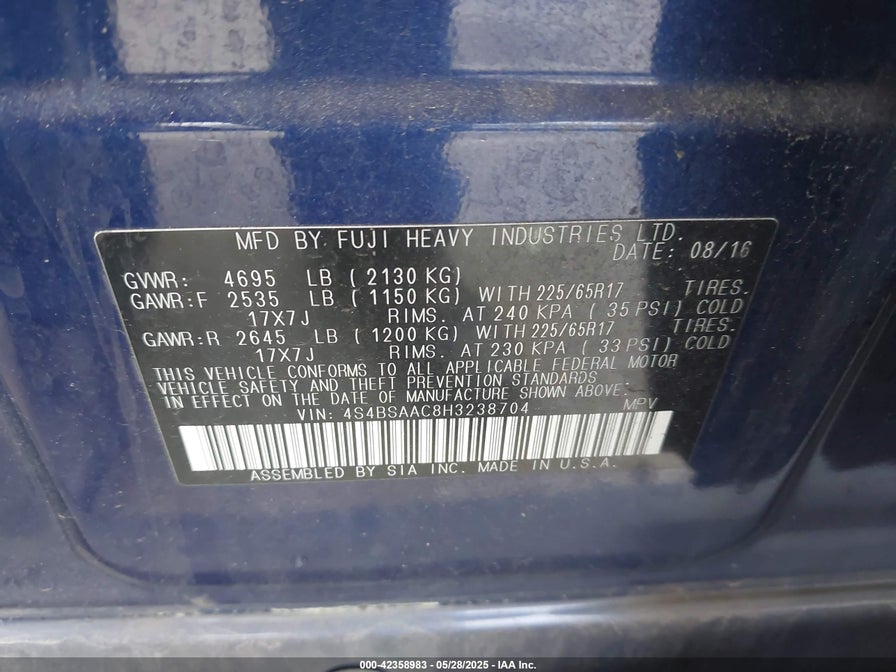 MFD BY FUJI HEAVY INDUSTRIES LTD.
DATE: 08/16
GVWR: 4695 LB ( 2130 KG)
GAWR:F 2535 LB ( 1150 KG) WITH 225/65R17 TIRES.
17X7J RIMS. AT 240 KPA ( 35 PSI) COLD
GAWR:R 2645 LB ( 1200 KG) WITH 225/65R17 TIRES.
17X7J RIMS. AT 230 KPA ( 33 PSI) COLD
THIS VEHICLE CONFORMS TO ALL APPLICABLE FEDERAL MOTOR
VEHICLE SAFETY AND THEFT PREVENTION STANDARDS
IN EFFECT ON THE DATE OF MANUFACTURE SHOWN ABOVE.
VIN: 4S4BSAAC8H3238704 MPV
ASSEMBLED BY SIA INC. MADE IN U.S.A.
000-42358983 - 05/28/2025 - IAA Inc.